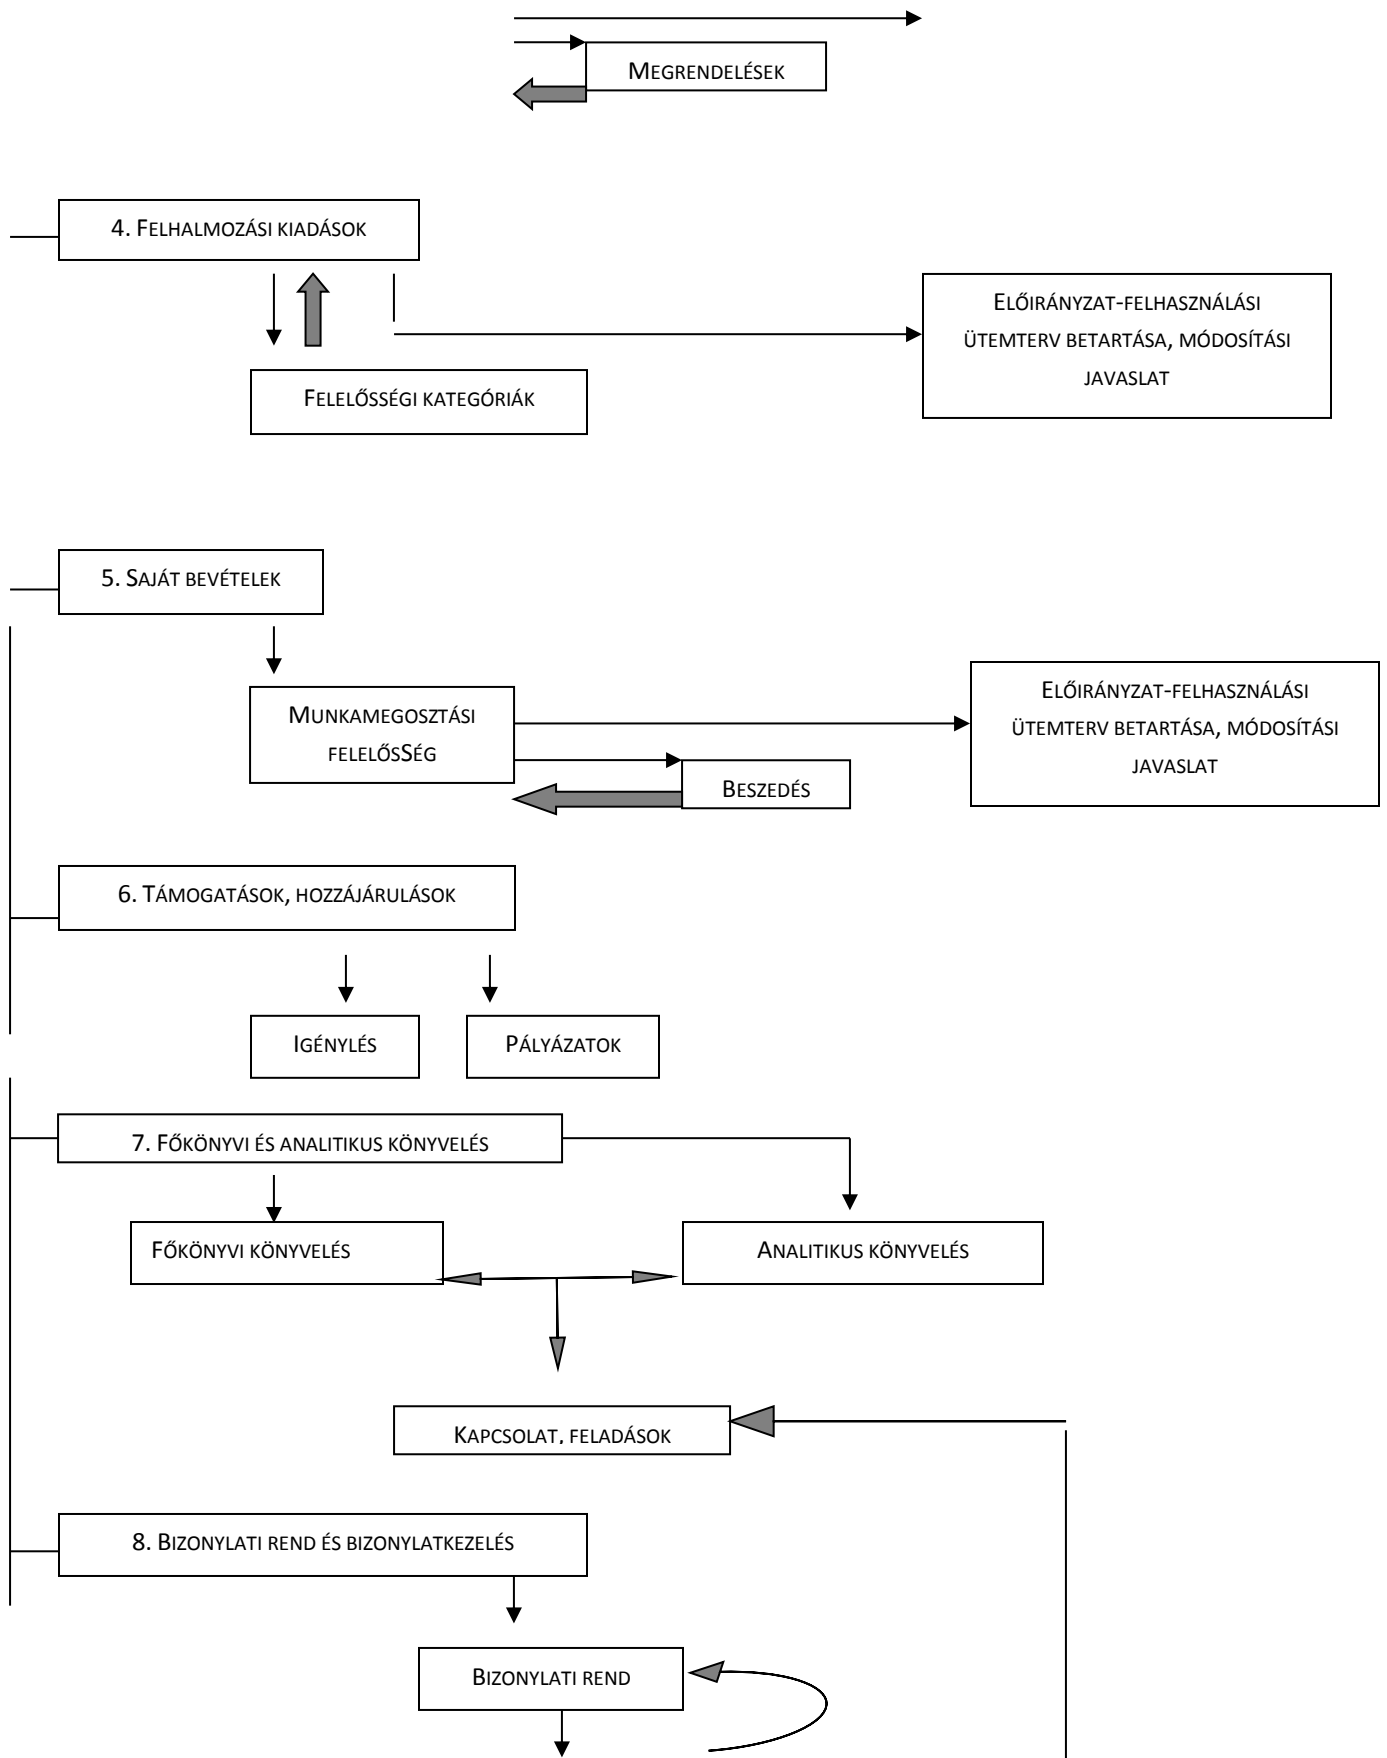 MEGRENDELÉSEK
4. FELHALMOZÁSI KIADÁSOK
ELŐIRÁNYZAT-FELHASZNÁLÁSI
ÜTEMTERV BETARTÁSA, MÓDOSÍTÁSI
JAVASLAT
FELELŐSSÉGI KATEGÓRIÁK
5. SAJÁT BEVÉTELEK
MUNKAMEGOSZTÁSI
FELELŐSSÉG
ELŐIRÁNYZAT-FELHASZNÁLÁSI
ÜTEMTERV BETARTÁSA, MÓDOSÍTÁSI
JAVASLAT
BESZEDÉS
6. TÁMOGATÁSOK, HOZZÁJÁRULÁSOK
IGÉNYLÉS
PÁLYÁZATOK
7. FŐKÖNYVI ÉS ANALITIKUS KÖNYVELÉS
FŐKÖNYVI KÖNYVELÉS
ANALITIKUS KÖNYVELÉS
KAPCSOLAT, FELADÁSOK
8. BIZONYLATI REND ÉS BIZONYLATKEZELÉS
BIZONYLATI REND